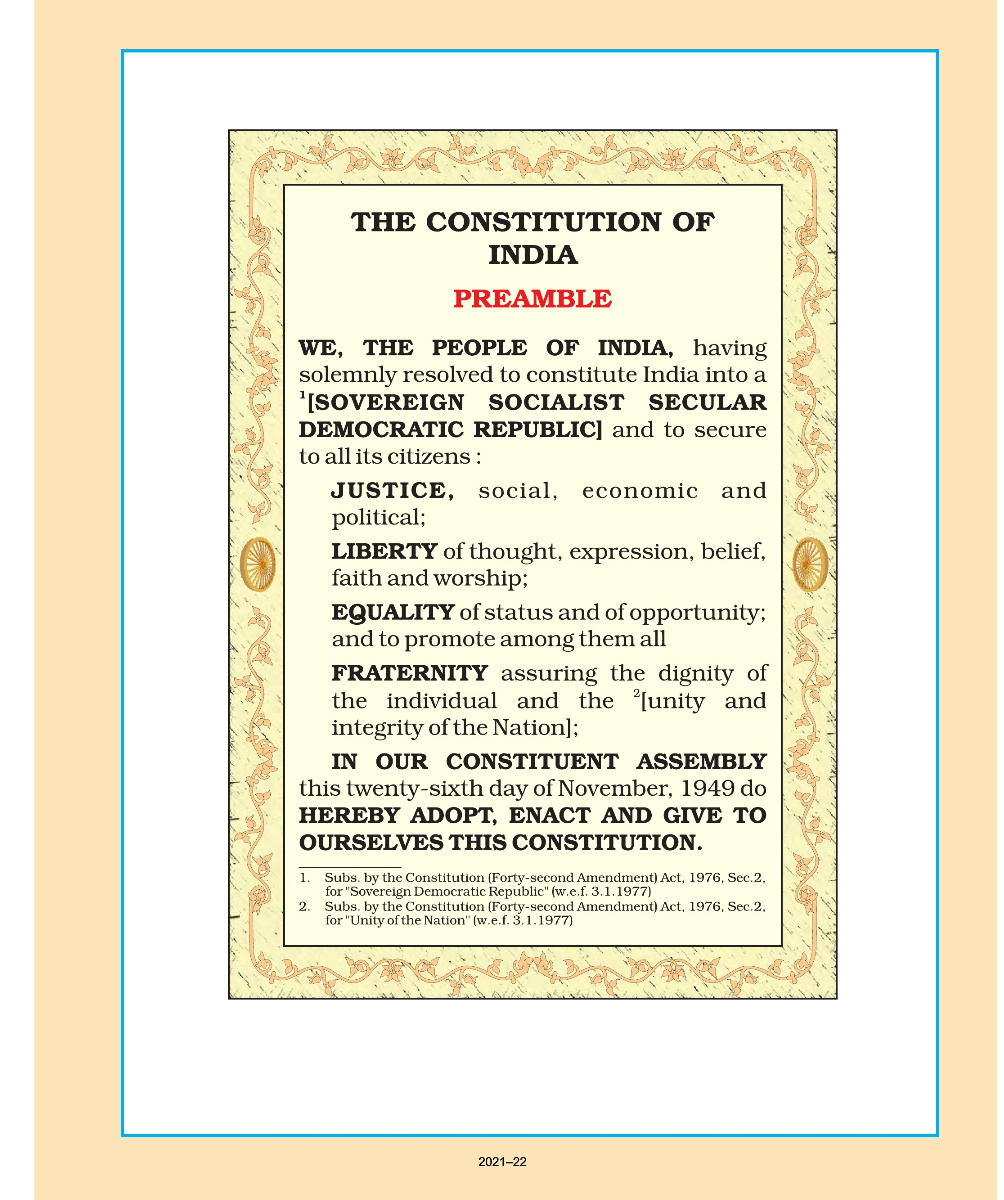 THE CONSTITUTION OF
INDIA
PREAMBLE
WE, THE PEOPLE OF INDIA, having
solemnly resolved to constitute India into a
¹[SOVEREIGN SOCIALIST SECULAR
DEMOCRATIC REPUBLIC] and to secure
to all its citizens :
JUSTICE, social, economic and
political;
LIBERTY of thought, expression, belief,
faith and worship;
EQUALITY of status and of opportunity;
and to promote among them all
FRATERNITY assuring the dignity of
the individual and the ²[unity and
integrity of the Nation];
IN OUR CONSTITUENT ASSEMBLY
this twenty-sixth day of November, 1949 do
HEREBY ADOPT, ENACT AND GIVE TO
OURSELVES THIS CONSTITUTION.
1. Subs. by the Constitution (Forty-second Amendment) Act, 1976, Sec.2,
for "Sovereign Democratic Republic" (w.e.f. 3.1.1977)
2. Subs. by the Constitution (Forty-second Amendment) Act, 1976, Sec.2,
for "Unity of the Nation" (w.e.f. 3.1.1977)
2021–22